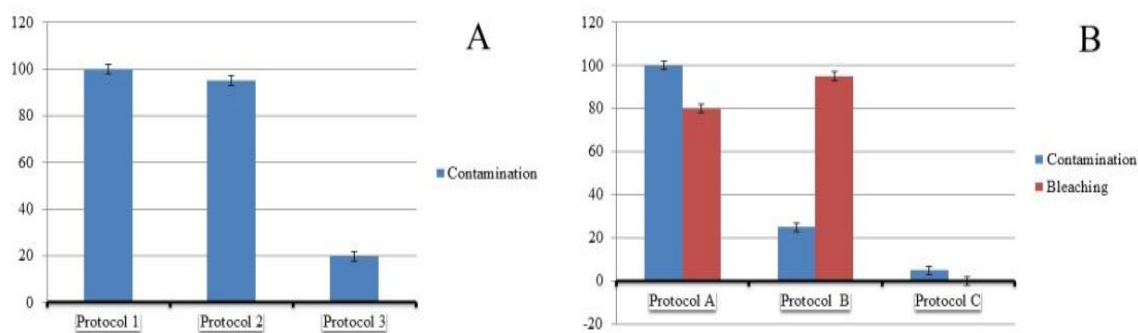 A
120
100
80
60
40
20
0
Protocol 1 Protocol 2 Protocol 3
Contamination
B
120
100
80
60
40
20
0
-20
Protocol A Protocol B Protocol C
Contamination
Bleaching